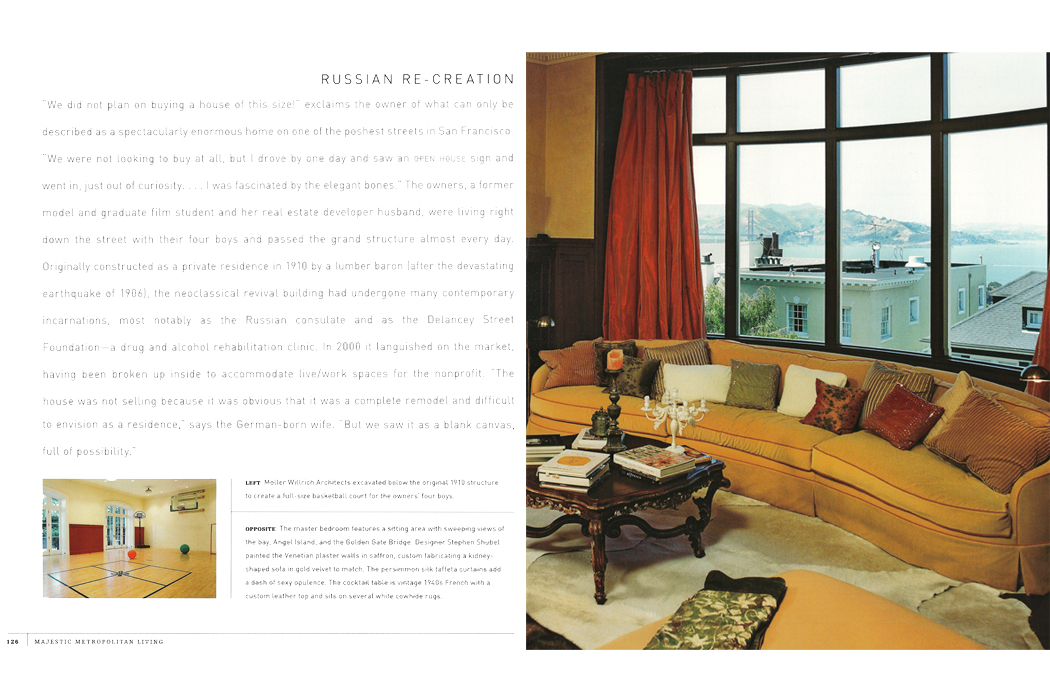 RUSSIAN RE-CREATION
"We did not plan on buying a house of this size!" exclaims the owner of what can only be
described as a spectacularly enormous home on one of the poshest streets in San Francisco.
"We were not looking to buy at all, but I drove by one day and saw an OPEN HOUSE sign and
went in, just out of curiosity. . . . I was fascinated by the elegant bones." The owners, a former
model and graduate film student and her real estate developer husband, were living right
down the street with their four boys and passed the grand structure almost every day.
Originally constructed as a private residence in 1910 by a lumber baron (after the devastating
earthquake of 1906), the neoclassical revival building had undergone many contemporary
incarnations, most notably as the Russian consulate and as the Delancey Street
Foundation—a drug and alcohol rehabilitation clinic. In 2000 it languished on the market,
having been broken up inside to accommodate live/work spaces for the nonprofit. "The
house was not selling because it was obvious that it was a complete remodel and difficult
to envision as a residence," says the German-born wife. "But we saw it as a blank canvas,
full of possibility."
LEFT Moller Willrich Architects excavated below the original 1910 structure
to create a full-size basketball court for the owners' four boys.
OPPOSITE The master bedroom features a sitting area with sweeping views of
the bay, Angel Island, and the Golden Gate Bridge. Designer Stephen Shubel
painted the Venetian plaster walls in saffron, custom fabricating a kidney-
shaped sofa in gold velvet to match. The persimmon silk taffeta curtains add
a dash of sexy opulence. The cocktail table is vintage 1940s French with a
custom leather top and sits on several white cowhide rugs.
126 MAJESTIC METROPOLITAN LIVING